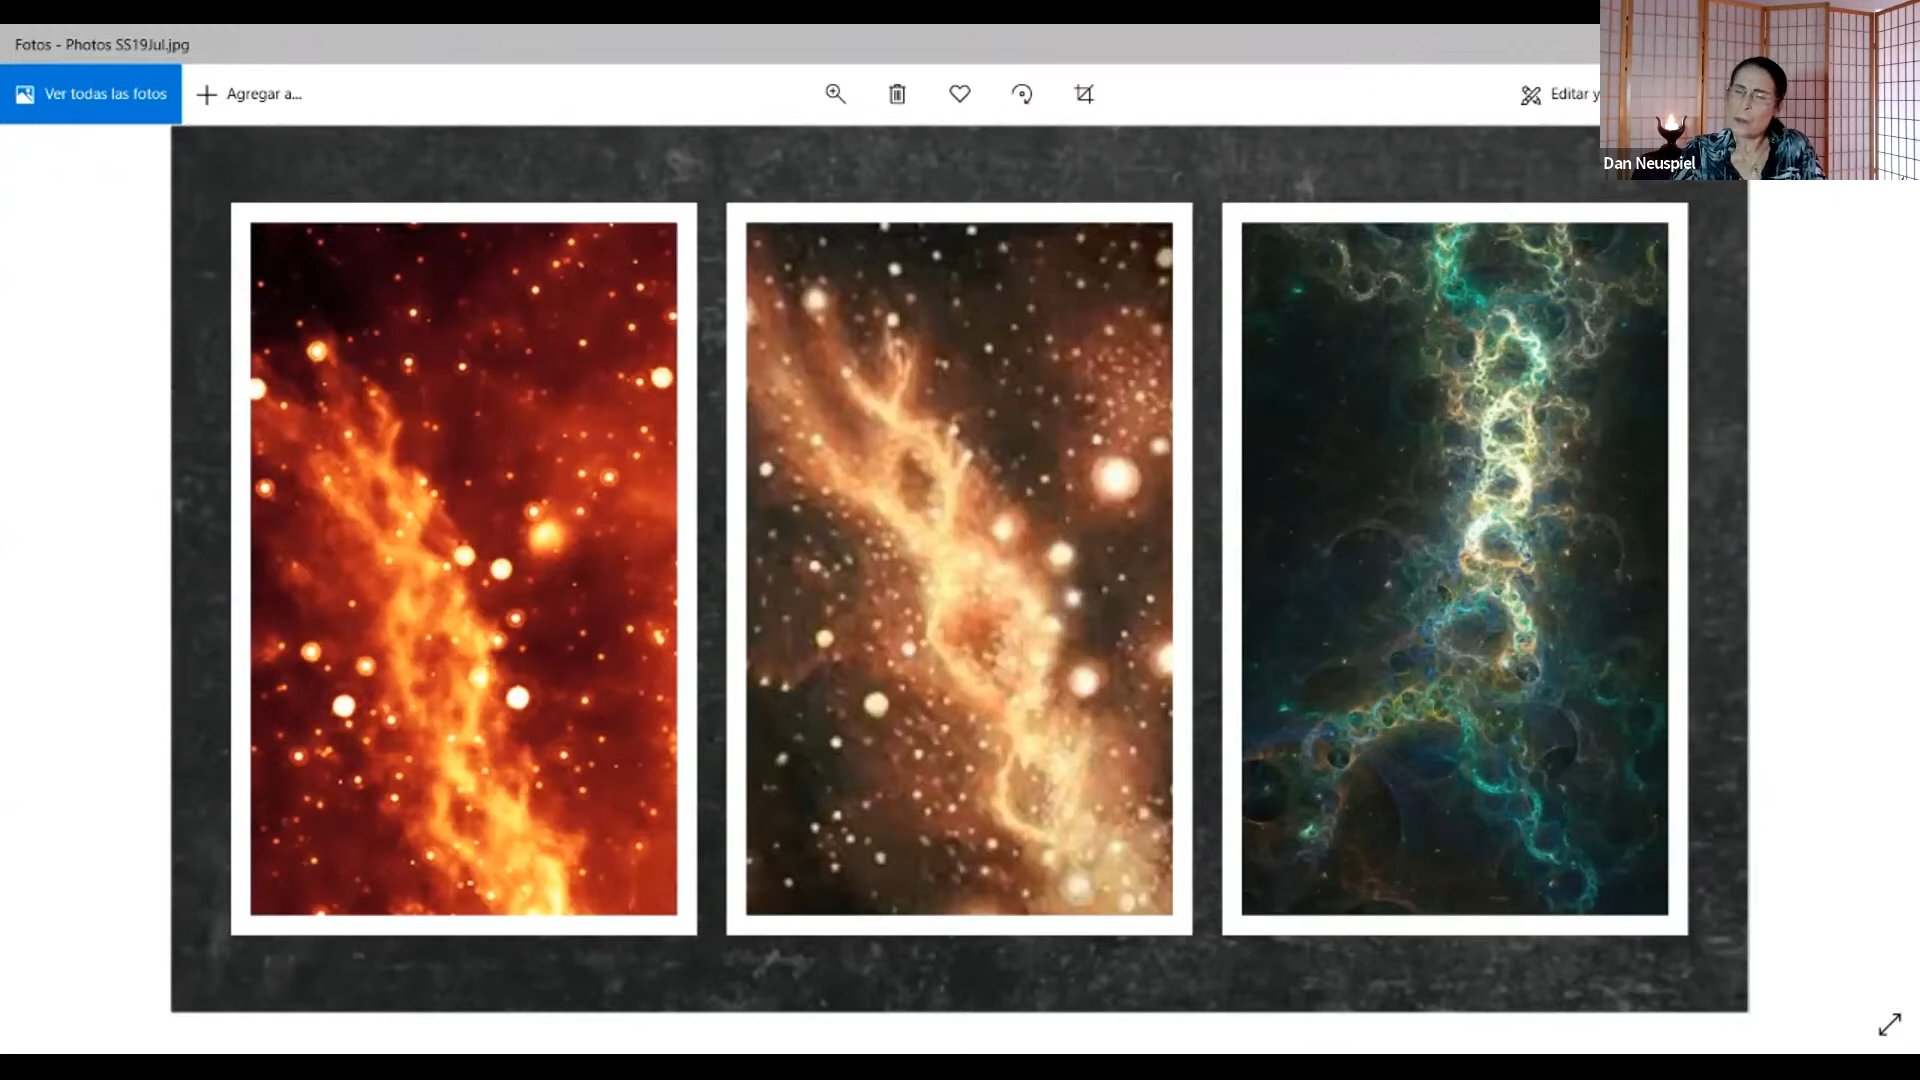 Fotos - Photos SS19Jul.jpg
Ver todas las fotos
Agregar a...
Editar y
Dan Neuspiel